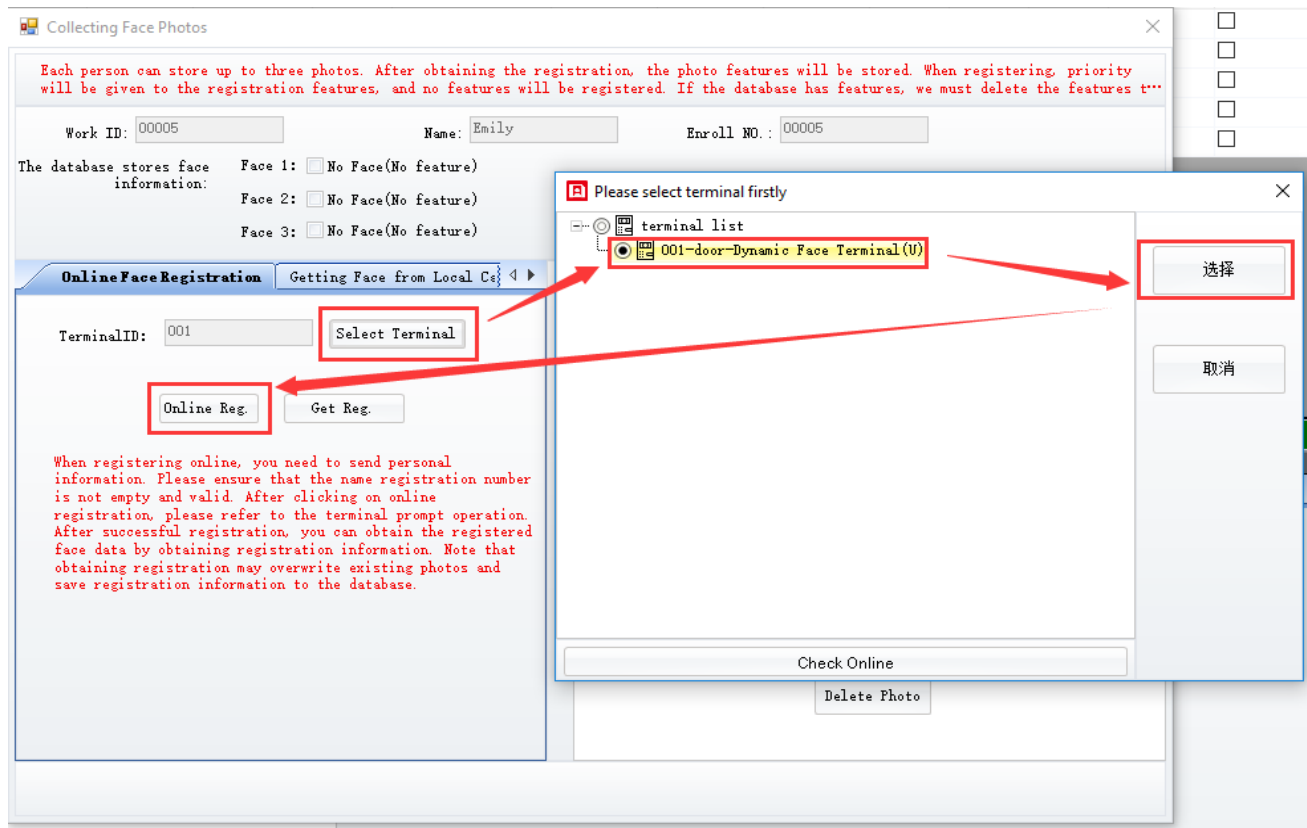 Collecting Face Photos
Each person can store up to three photos. After obtaining the registration, the photo features will be stored. When registering, priority
will be given to the registration features, and no features will be registered. If the database has features, we must delete the features t...
Work ID: 00005 Name: Emily Enroll NO.: 00005
The database stores face
information:
Face 1: No Face(No feature)
Face 2: No Face(No feature)
Face 3: No Face(No feature)
Online Face Registration Getting Face from Local Ca
TerminalID: 001 Select Terminal
Online Reg. Get Reg.
When registering online, you need to send personal
information. Please ensure that the name registration number
is not empty and valid. After clicking on online
registration, please refer to the terminal prompt operation.
After successful registration, you can obtain the registered
face data by obtaining registration information. Note that
obtaining registration may overwrite existing photos and
save registration information to the database.
Please select terminal firstly
terminal list
001-door-Dynamic Face Terminal(U)
选择
取消
Check Online
Delete Photo